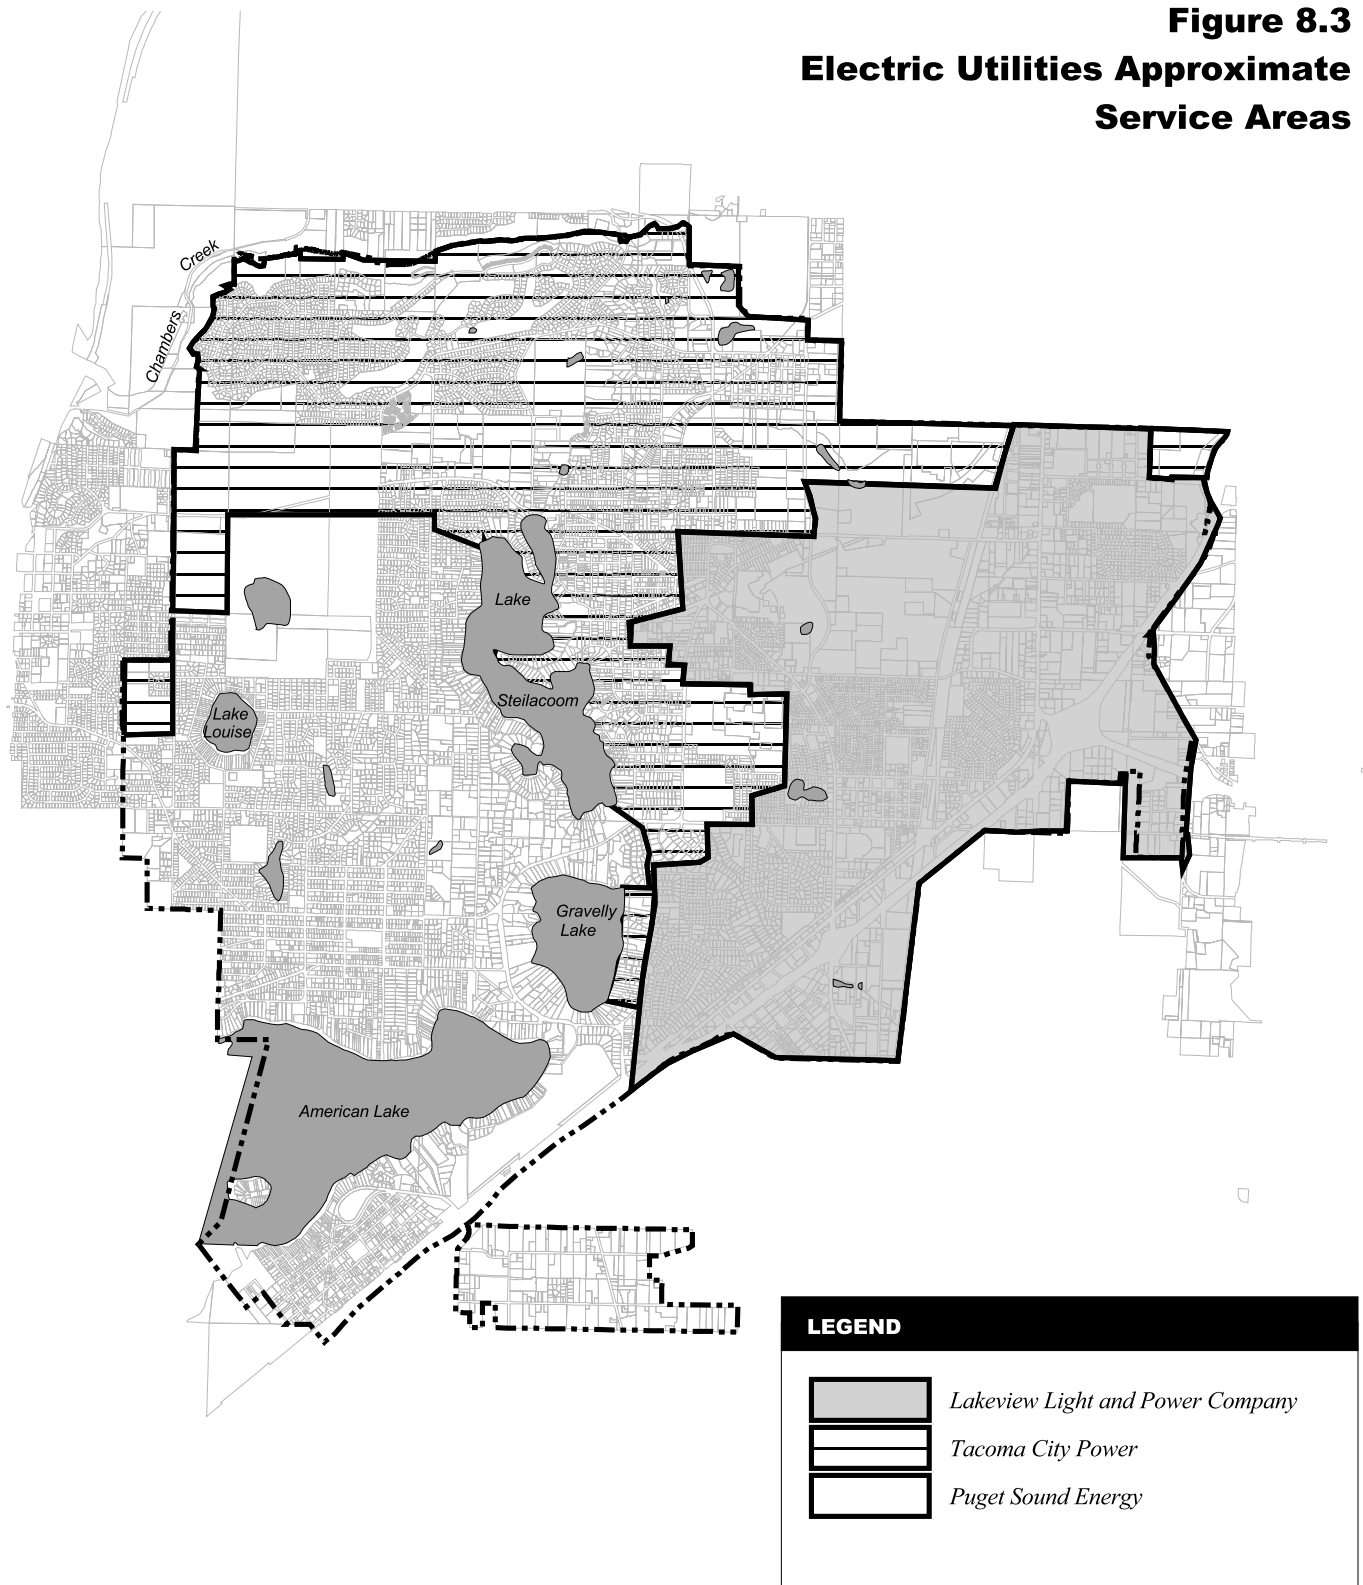 Figure 8.3
Electric Utilities Approximate
Service Areas
Creek
Chambers
Lake
Steilacoom
Lake
Louise
Gravelly
Lake
American Lake
LEGEND
Lakeview Light and Power Company
Tacoma City Power
Puget Sound Energy